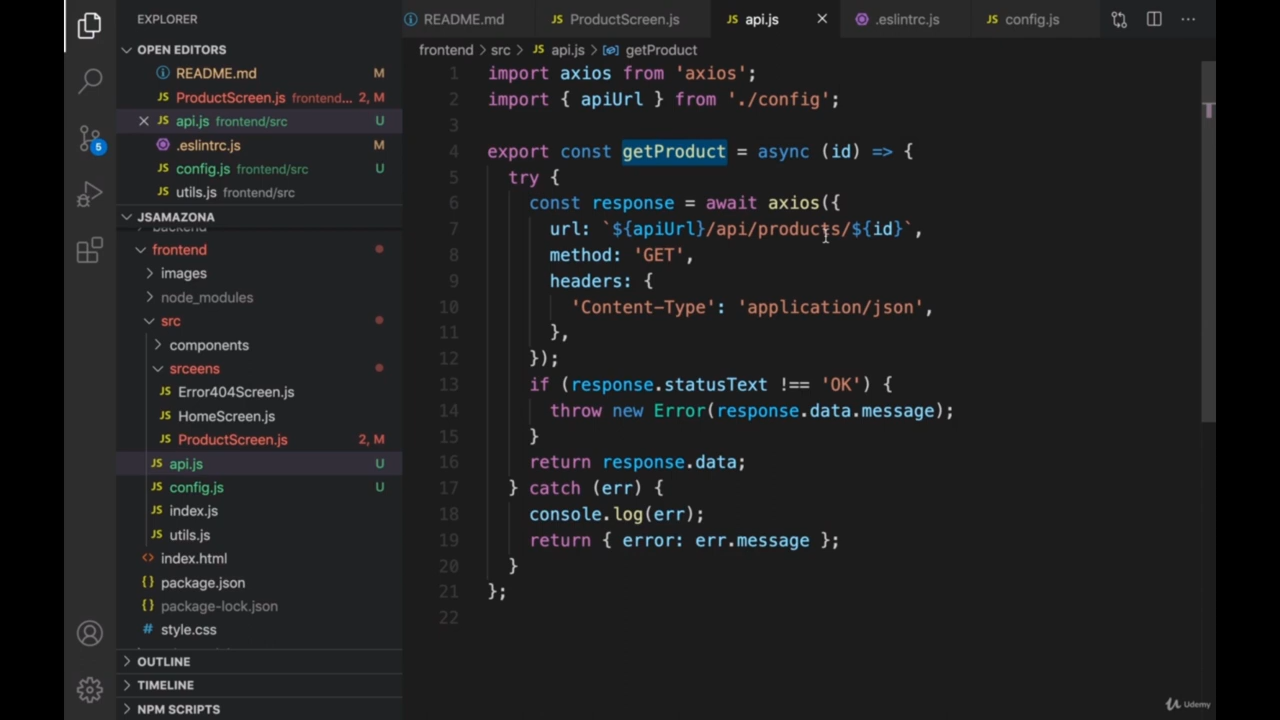 EXPLORER
OPEN EDITORS
README.md M
ProductScreen.js frontend... 2, M
api.js frontend/src U
.eslintrc.js M
config.js frontend/src U
utils.js frontend/src
JSAMAZONA
backend
frontend
images
node_modules
src
components
srceens
Error404Screen.js
HomeScreen.js
ProductScreen.js 2, M
api.js U
config.js U
index.js
utils.js
index.html
package.json
package-lock.json
style.css
OUTLINE
TIMELINE
NPM SCRIPTS
5
README.md JS ProductScreen.js JS api.js .eslintrc.js JS config.js
frontend > src > JS api.js > getProduct
1 import axios from 'axios';
2 import { apiUrl } from './config';
3
4 export const getProduct = async (id) => {
5 try {
6 const response = await axios({
7 url: `${apiUrl}/api/products/${id}`,
8 method: 'GET',
9 headers: {
10 'Content-Type': 'application/json',
11 },
12 });
13 if (response.statusText !== 'OK') {
14 throw new Error(response.data.message);
15 }
16 return response.data;
17 } catch (err) {
18 console.log(err);
19 return { error: err.message };
20 }
21 };
22
Udemy